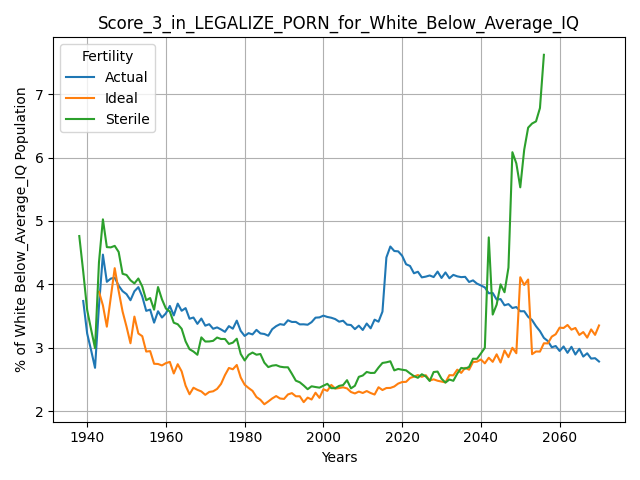 Score_3_in_LEGALIZE_PORN_for_White_Below_Average_IQ
Fertility
Actual
Ideal
Sterile
% of White Below_Average_IQ Population
7
6
5
4
3
2
1940 1960 1980 2000 2020 2040 2060
Years